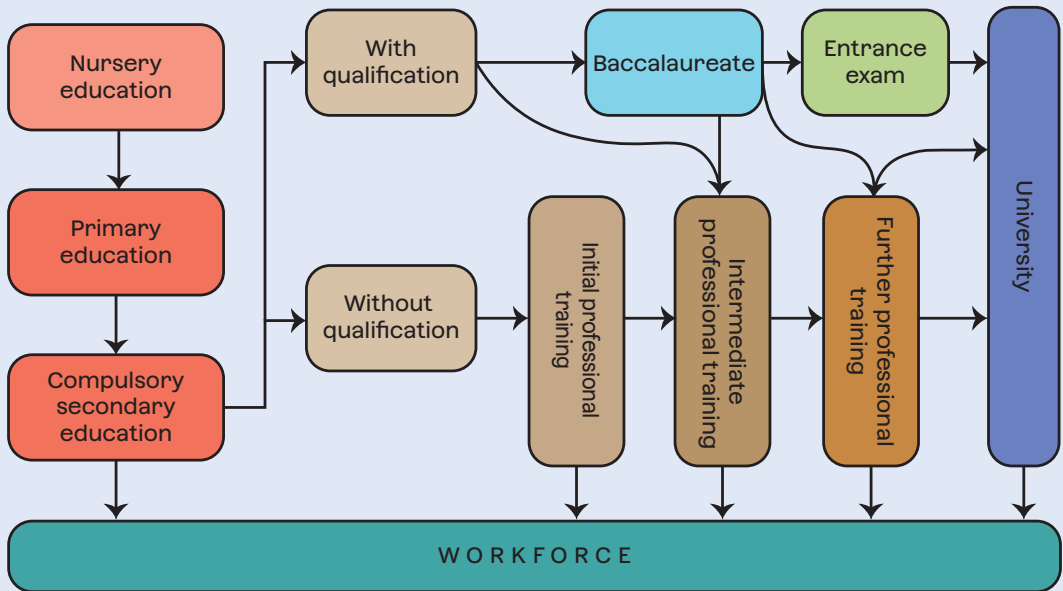 Nursery
education
Primary
education
Compulsory
secondary
education
With
qualification
Without
qualification
Baccalaureate
Entrance
exam
Initial professional
training
Intermediate
professional training
Further professional
training
University
WORKFORCE